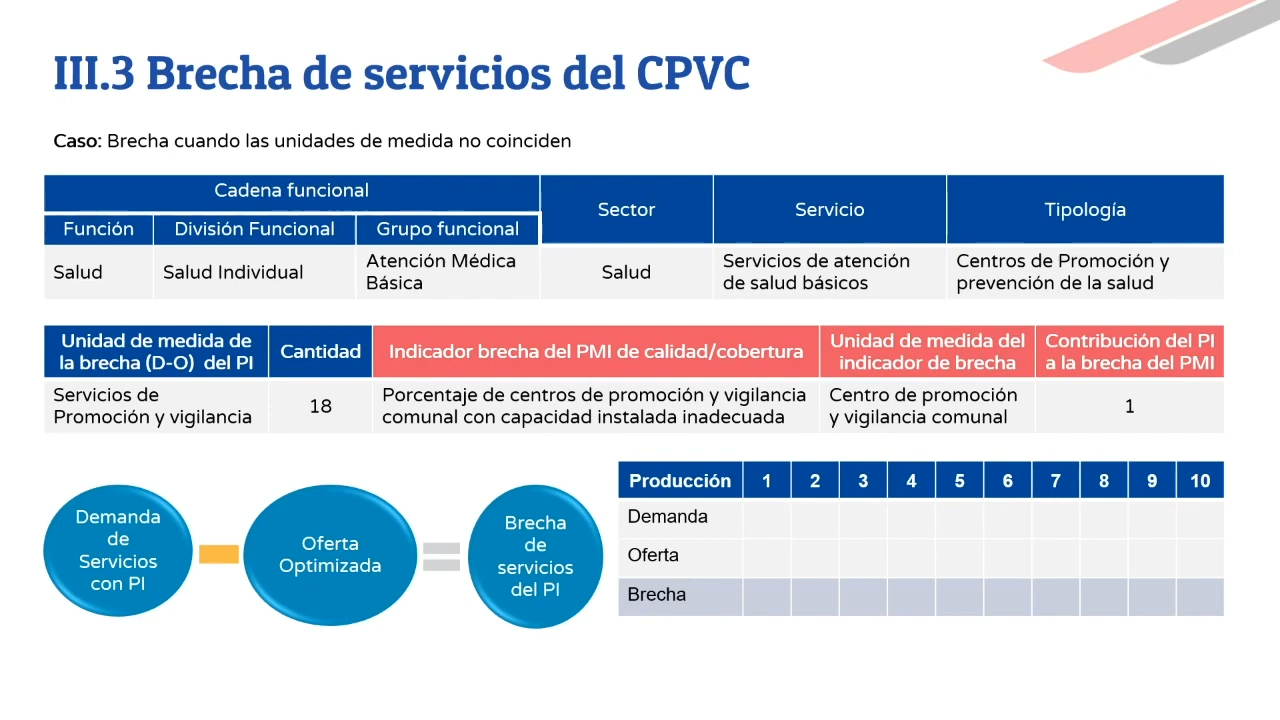 III.3 Brecha de servicios del CPVC
Caso: Brecha cuando las unidades de medida no coinciden
Cadena funcional
Sector
Servicio
Tipología
Función
División Funcional
Grupo funcional
Salud
Salud Individual
Atención Médica
Básica
Salud
Servicios de atención
de salud básicos
Centros de Promoción y
prevención de la salud
Unidad de medida de
la brecha (D-O) del PI
Cantidad
Indicador brecha del PMI de calidad/cobertura
Unidad de medida del
indicador de brecha
Contribución del PI
a la brecha del PMI
Servicios de
Promoción y vigilancia
18
Porcentaje de centros de promoción y vigilancia
comunal con capacidad instalada inadecuada
Centro de promoción
y vigilancia comunal
1
Demanda
de
Servicios
con PI
Oferta
Optimizada
Brecha
de
servicios
del PI
Producción 1 2 3 4 5 6 7 8 9 10
Demanda
Oferta
Brecha